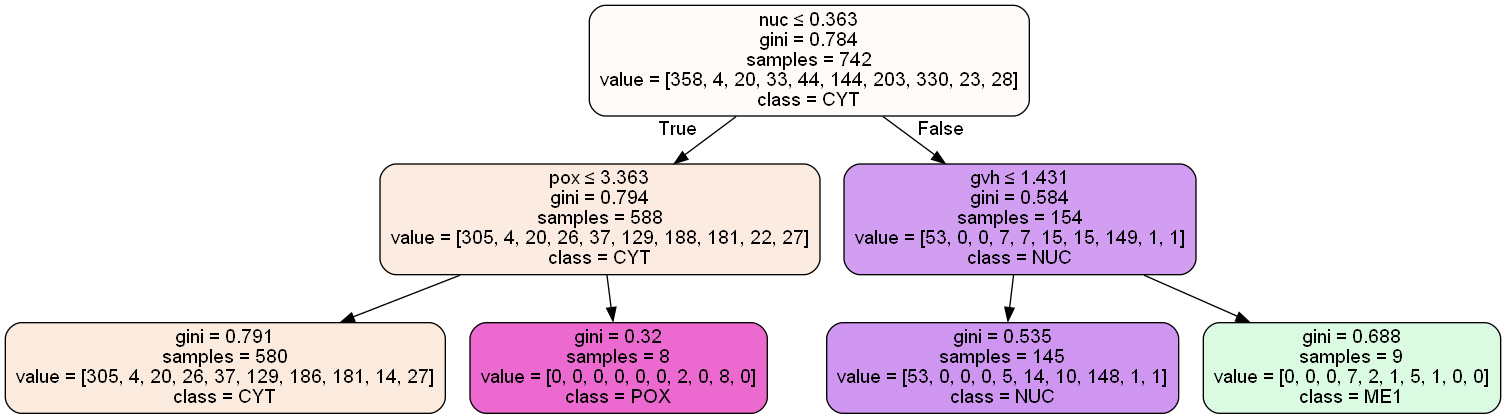 nuc ≤ 0.363
gini = 0.784
samples = 742
value = [358, 4, 20, 33, 44, 144, 203, 330, 23, 28]
class = CYT
True
False
pox ≤ 3.363
gini = 0.794
samples = 588
value = [305, 4, 20, 26, 37, 129, 188, 181, 22, 27]
class = CYT
gvh ≤ 1.431
gini = 0.584
samples = 154
value = [53, 0, 0, 7, 7, 15, 15, 149, 1, 1]
class = NUC
gini = 0.791
samples = 580
value = [305, 4, 20, 26, 37, 129, 186, 181, 14, 27]
class = CYT
gini = 0.32
samples = 8
value = [0, 0, 0, 0, 0, 0, 2, 0, 8, 0]
class = POX
gini = 0.535
samples = 145
value = [53, 0, 0, 0, 5, 14, 10, 148, 1, 1]
class = NUC
gini = 0.688
samples = 9
value = [0, 0, 0, 7, 2, 1, 5, 1, 0, 0]
class = ME1